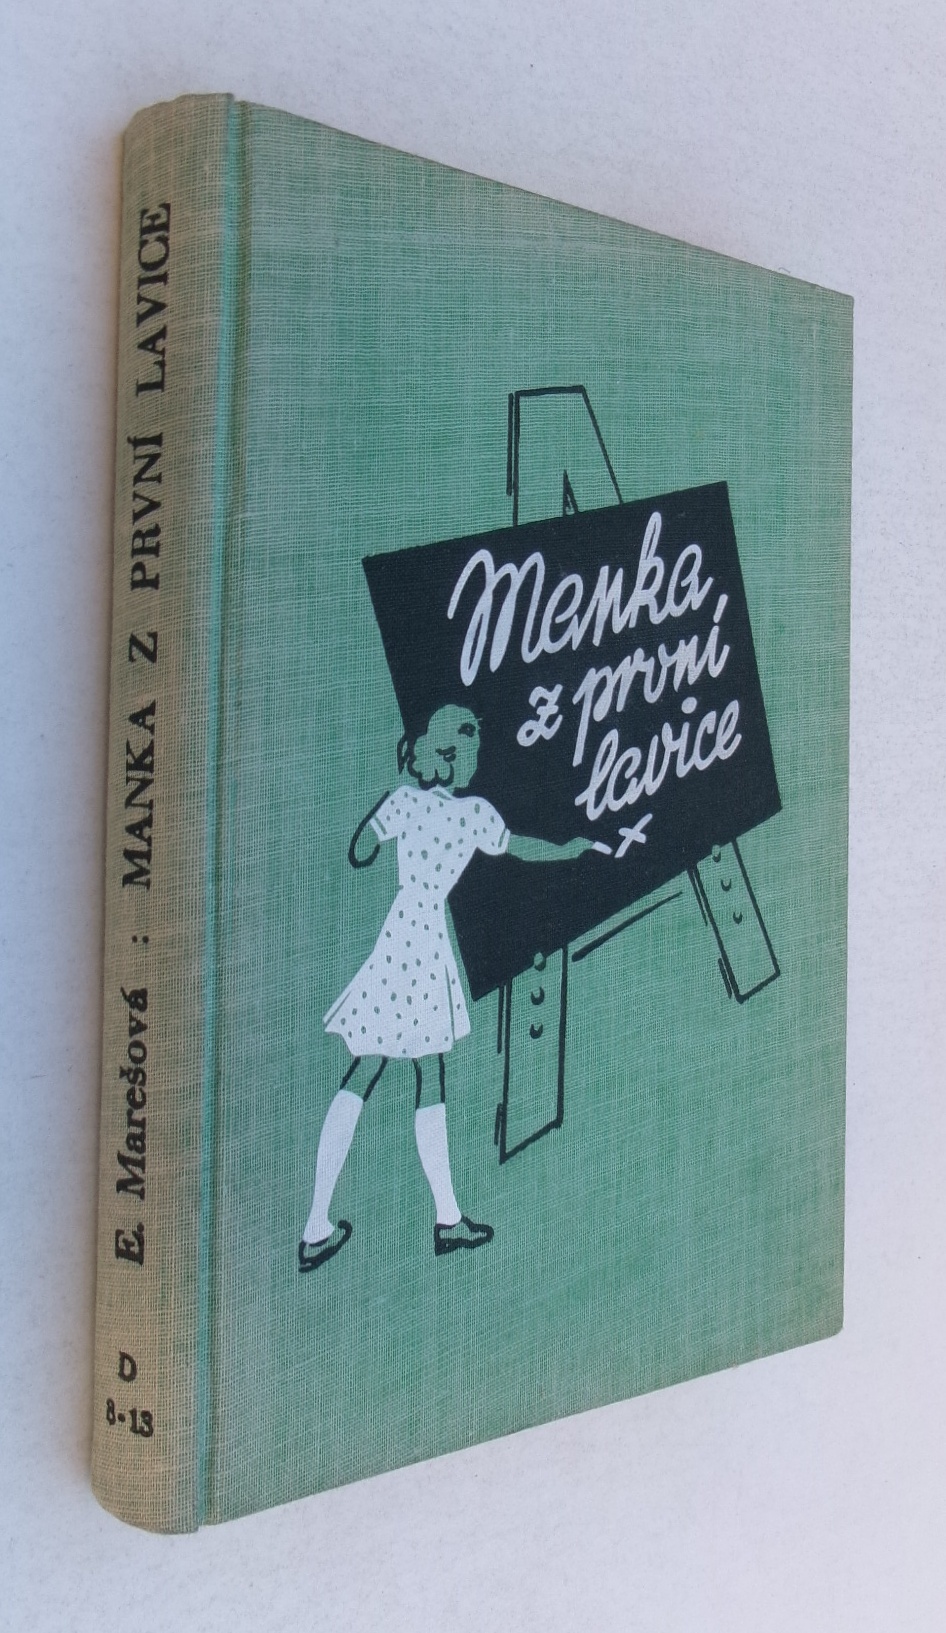 E. Marešová : MANKA Z PRVNÍ LAVICE
D
8-13
Manka
z první
lavice